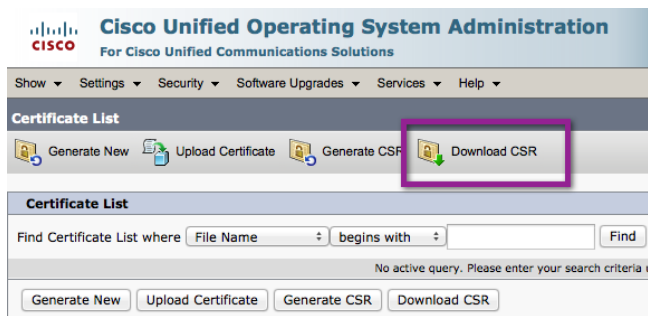 CISCO
Cisco Unified Operating System Administration
For Cisco Unified Communications Solutions
Show Settings Security Software Upgrades Services Help
Certificate List
Generate New Upload Certificate Generate CSR Download CSR
Certificate List
Find Certificate List where File Name begins with Find
No active query. Please enter your search criteria
Generate New Upload Certificate Generate CSR Download CSR